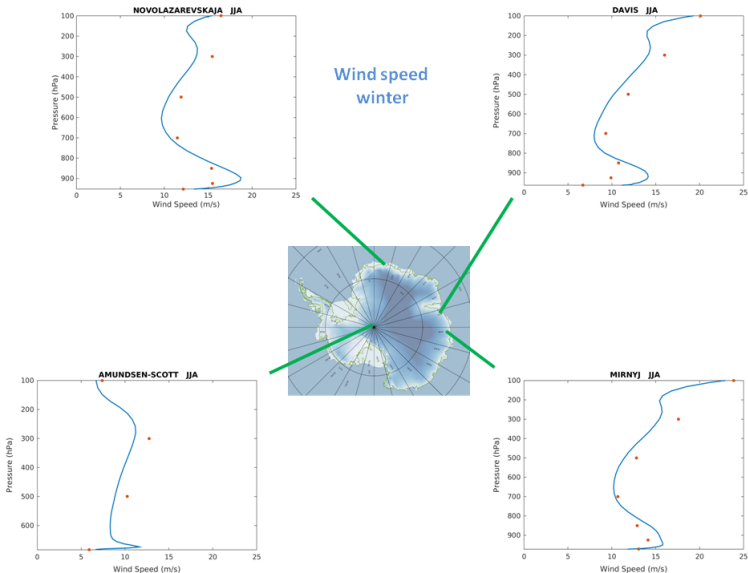 NOVOLAZAREVSKAJA JJA
100
200
300
400
500
600
700
800
900
Pressure (hPa)
0 5 10 15 20 25
Wind Speed (m/s)
Wind speed
winter
DAVIS JJA
100
200
300
400
500
600
700
800
900
Pressure (hPa)
0 5 10 15 20 25
Wind Speed (m/s)
AMUNDSEN-SCOTT JJA
100
200
300
400
500
600
Pressure (hPa)
0 5 10 15 20 25
Wind Speed (m/s)
MIRNYJ JJA
100
200
300
400
500
600
700
800
900
Pressure (hPa)
0 5 10 15 20 25
Wind Speed (m/s)